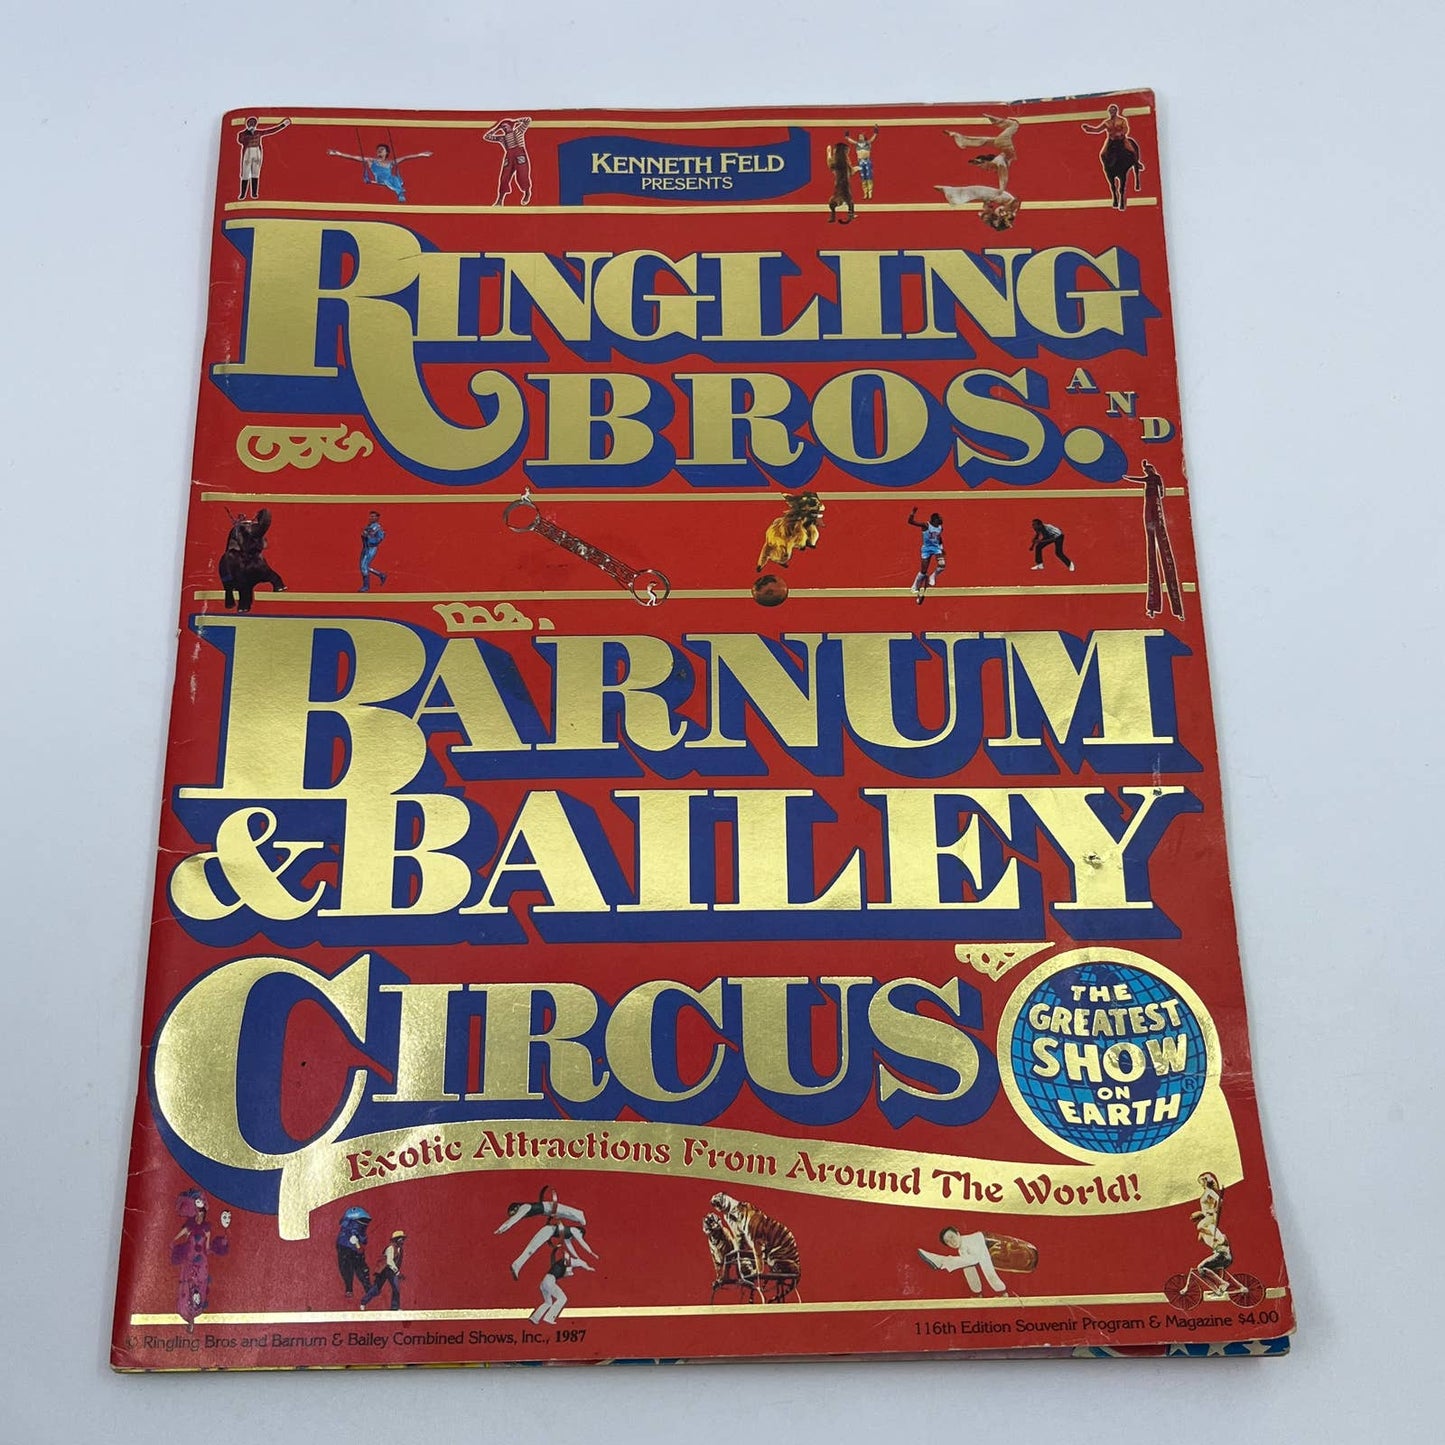 KENNETH FELD
PRESENTS
RINGLING
BROS. AND
BARNUM
& BAILEY
CIRCUS
THE
GREATEST
SHOW
ON
EARTH ®
Exotic Attractions From Around The World!
© Ringling Bros and Barnum & Bailey Combined Shows, Inc., 1987
116th Edition Souvenir Program & Magazine $4.00